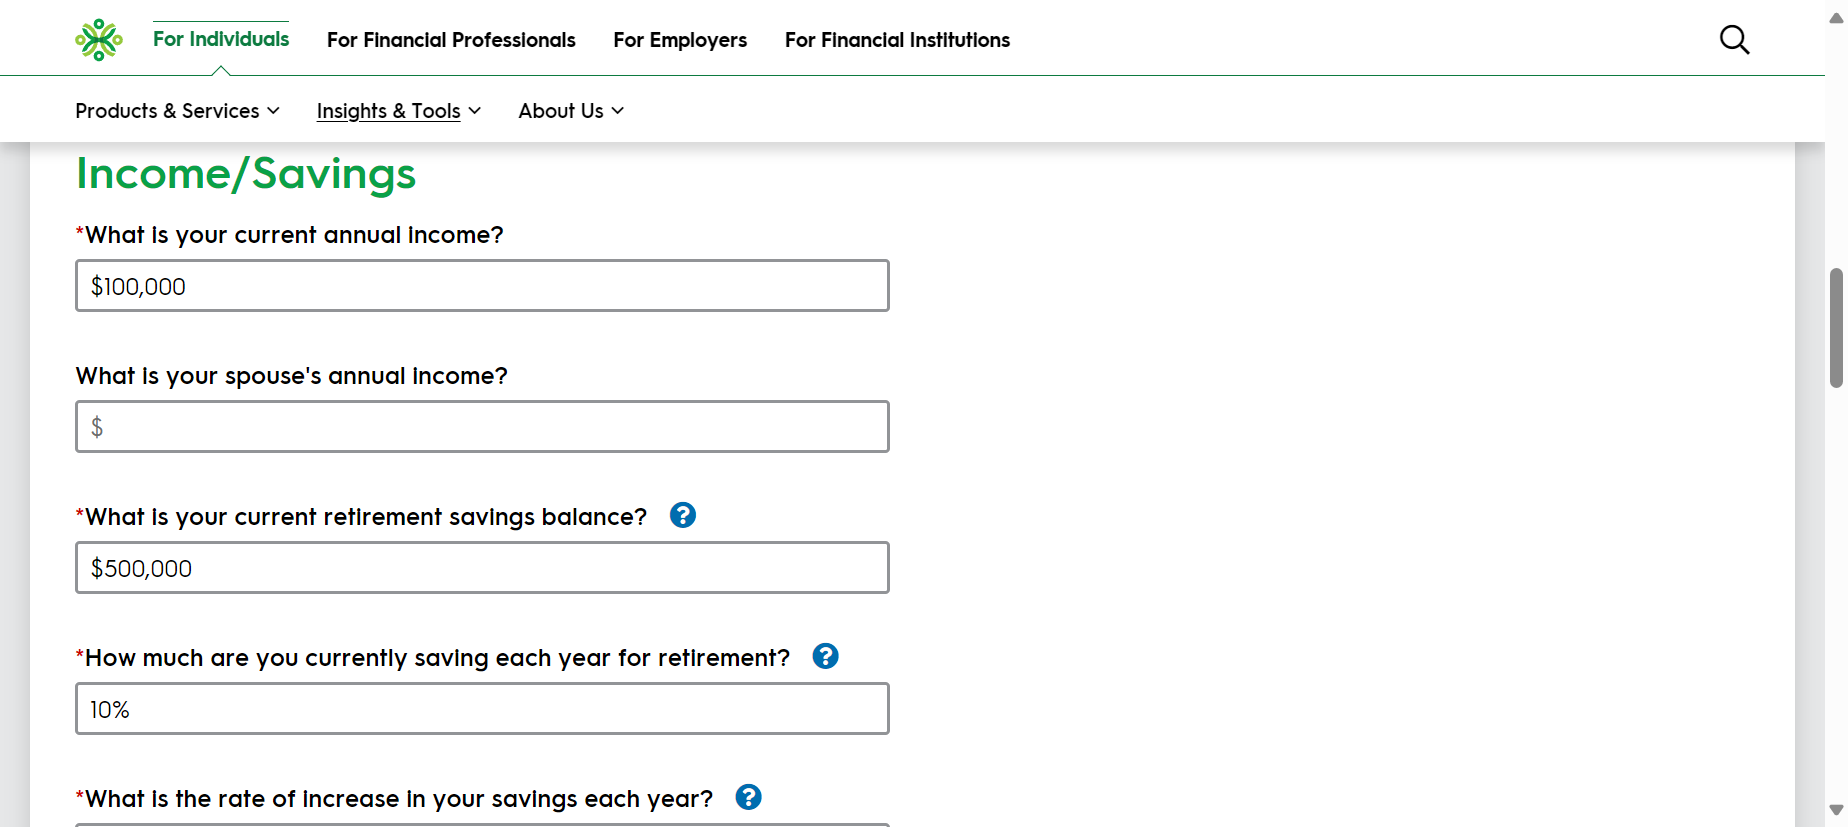 For Individuals
For Financial Professionals
For Employers
For Financial Institutions
Products & Services
Insights & Tools
About Us
Income/Savings
*What is your current annual income?
$100,000
What is your spouse's annual income?
$
*What is your current retirement savings balance?
?
$500,000
*How much are you currently saving each year for retirement?
?
10%
*What is the rate of increase in your savings each year?
?